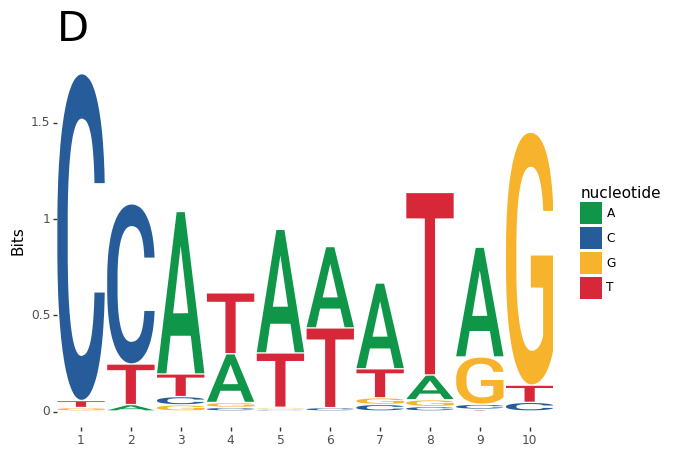 D
1.5
1
0.5
0
Bits
C C A T A A A T A G
T T A T T T A G T
T A C G G C G G C C
G G C C C C T
1 2 3 4 5 6 7 8 9 10
nucleotide
A
C
G
T